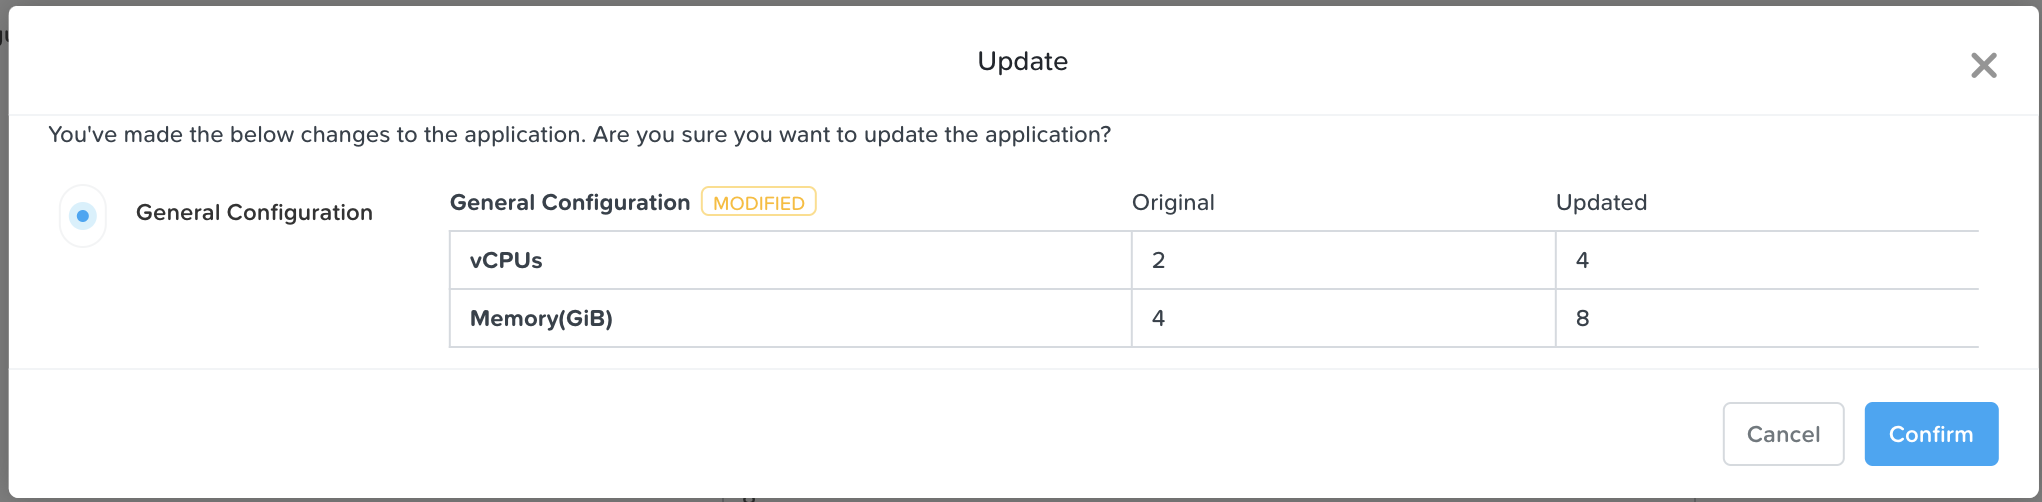 Update
You've made the below changes to the application. Are you sure you want to update the application?
General Configuration
General Configuration MODIFIED Original Updated
vCPUs 2 4
Memory(GiB) 4 8
Cancel Confirm